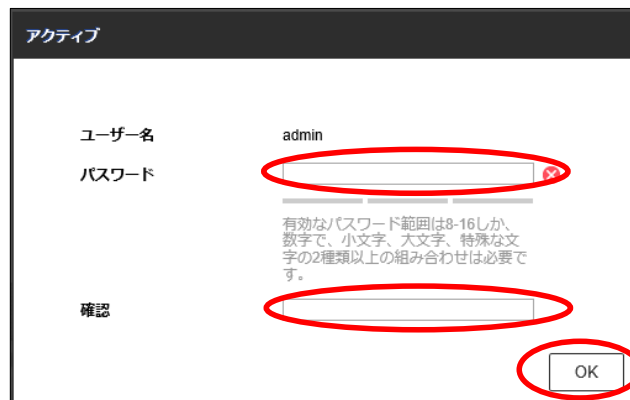 アクティブ
ユーザー名 admin
パスワード
有効なパスワード範囲は8-16しか、
数字で、小文字、大文字、特殊な文
字の2種類以上の組み合わせは必要で
す。
確認
OK